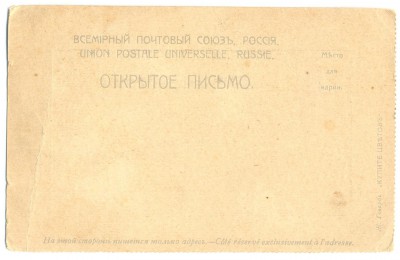 ВСЕМІРНЫЙ ПОЧТОВЫЙ СОЮЗЪ, РОССІЯ.
UNION POSTALE UNIVERSELLE, RUSSIE.
ОТКРЫТОЕ ПИСЬМО.
Мѣсто
для
марки.
На этой сторонѣ пишется только адресъ.—Côté réservé exclusivement à l'adresse.